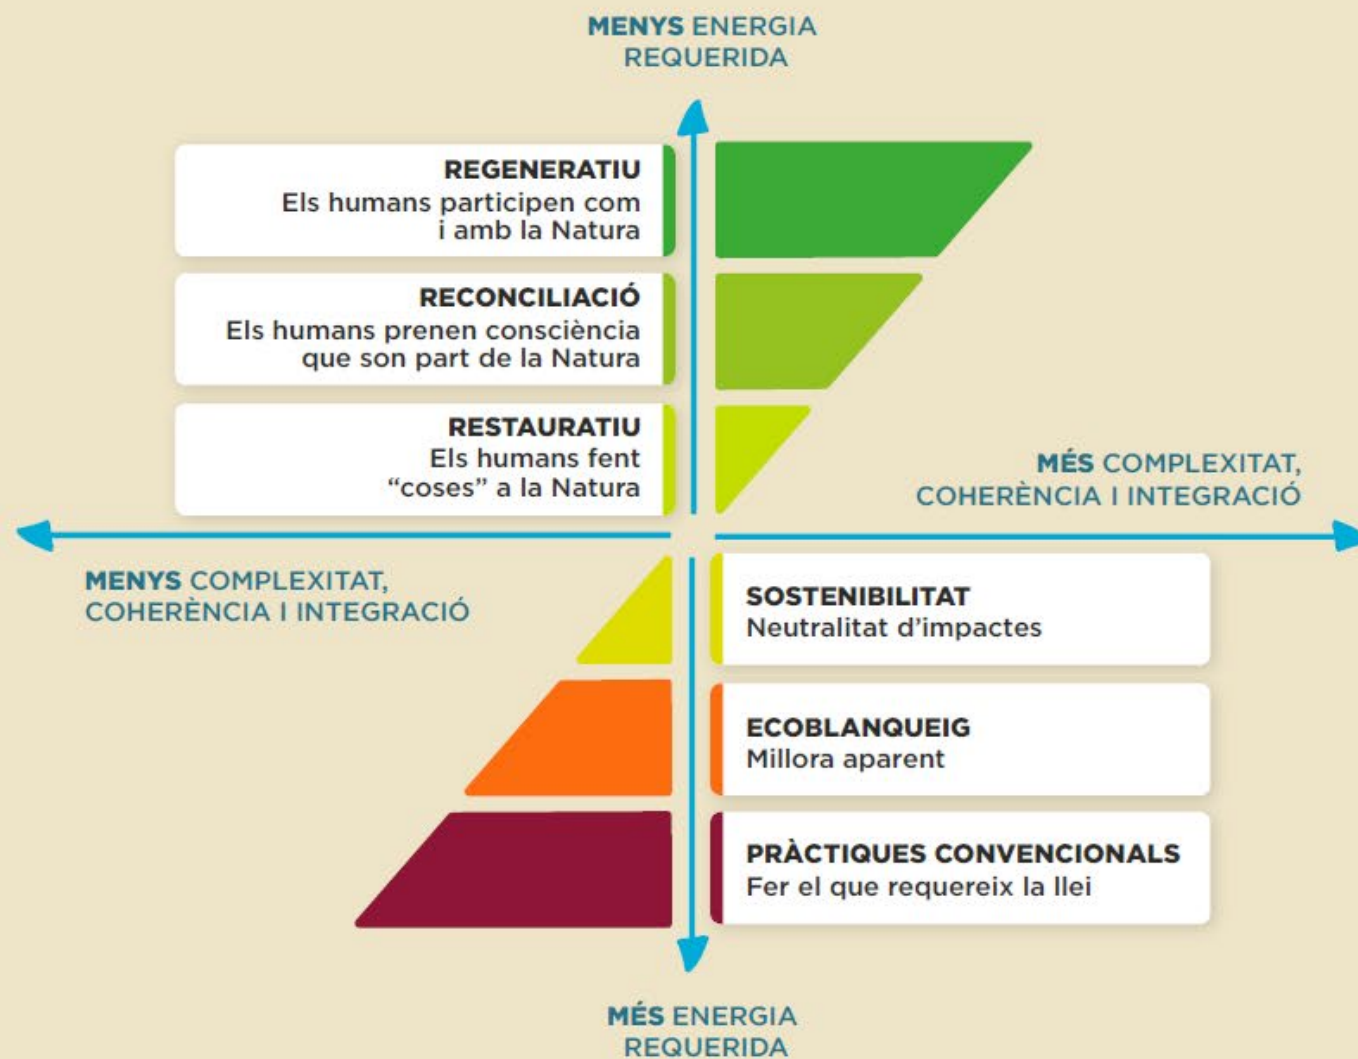 MENYS ENERGIA
REQUERIDA
REGENERATIU
Els humans participen com
i amb la Natura
RECONCILIACIÓ
Els humans prenen consciència
que son part de la Natura
RESTAURATIU
Els humans fent
“coses” a la Natura
MÉS COMPLEXITAT,
COHERÈNCIA I INTEGRACIÓ
MENYS COMPLEXITAT,
COHERÈNCIA I INTEGRACIÓ
SOSTENIBILITAT
Neutralitat d’impactes
ECOBLANQUEIG
Millora aparent
PRÀCTIQUES CONVENCIONALS
Fer el que requereix la llei
MÉS ENERGIA
REQUERIDA